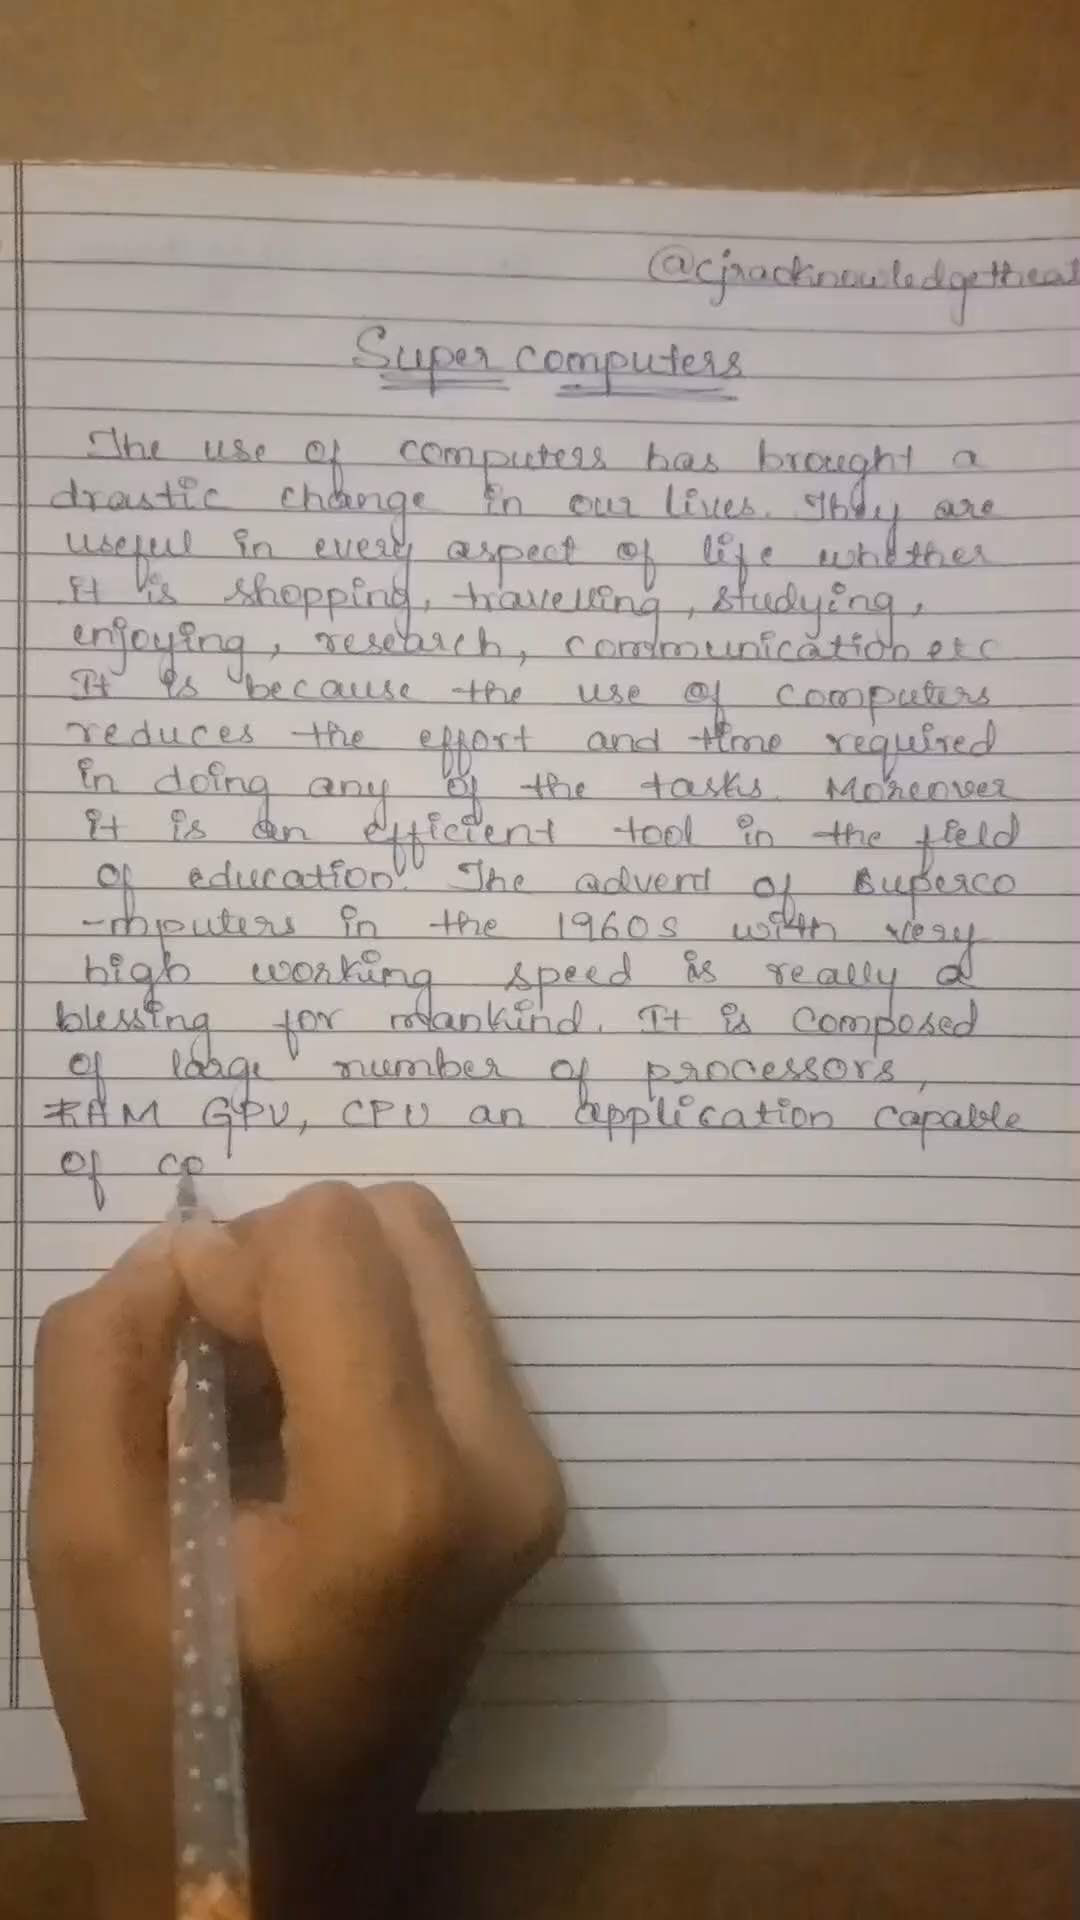 @cjracknowledgetheat
Super computers
The use of computers has brought a
drastic change in our lives. They are
useful in every aspect of life whether
it is shopping, travelling, studying,
enjoying, research, communication etc
It is because the use of computers
reduces the effort and time required
in doing any of the tasks. Moreover
it is an efficient tool in the field
of education. The advent of superco
-mputers in the 1960s with very
high working speed is really a
blessing for mankind. It is composed
of large number of processors,
RAM GPU, CPU an application capable
of co